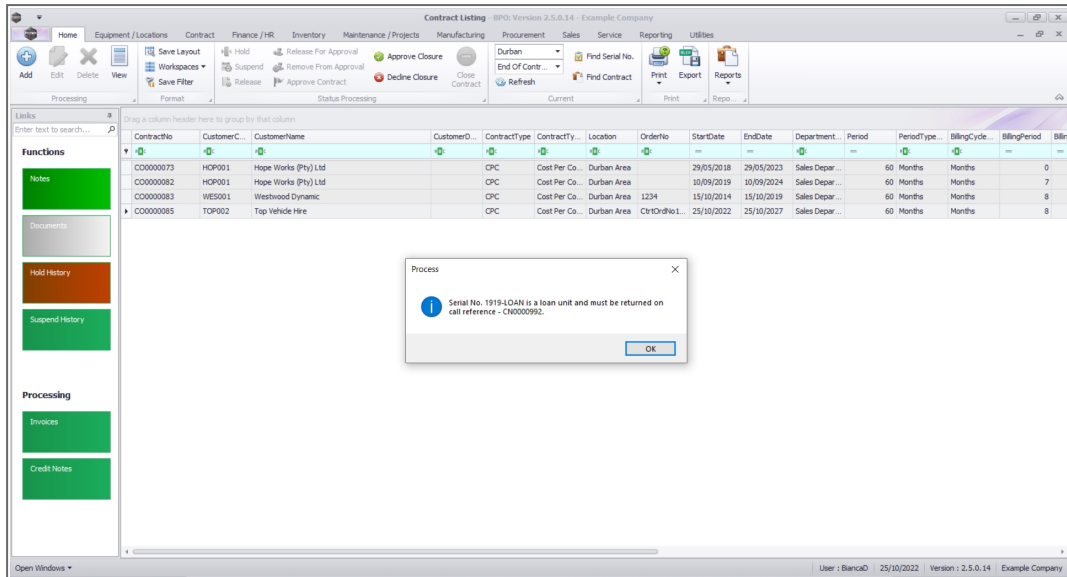 Contract Listing - BPO: Version 2.5.0.14 - Example Company
Home Equipment / Locations Contract Finance / HR Inventory Maintenance / Projects Manufacturing Procurement Sales Service Reporting Utilities
Add Edit Delete View
Processing
Save Layout
Workspaces
Save Filter
Format
Hold Release For Approval
Suspend Remove From Approval
Release Approve Contract
Approve Closure
Decline Closure
Close Contract
Status Processing
Durban
End Of Contr...
Refresh
Find Serial No.
Find Contract
Current
Print Export
Print
Reports
Repo...
Links
Enter text to search...
Functions
Notes
Documents
Hold History
Suspend History
Processing
Invoices
Credit Notes
Drag a column header here to group by that column
ContractNo CustomerC... CustomerName CustomerD... ContractType ContractTy... Location OrderNo StartDate EndDate Department... Period PeriodType... BillingCycle... BillingPeriod Billin
CO0000073 HOP001 Hope Works (Pty) Ltd CPC Cost Per Co... Durban Area 29/05/2018 29/05/2023 Sales Depar... 60 Months Months 0
CO0000082 HOP001 Hope Works (Pty) Ltd CPC Cost Per Co... Durban Area 10/09/2019 10/09/2024 Sales Depar... 60 Months Months 7
CO0000083 WES001 Westwood Dynamic CPC Cost Per Co... Durban Area 1234 15/10/2014 15/10/2019 Sales Depar... 60 Months Months 8
CO0000085 TOP002 Top Vehicle Hire CPC Cost Per Co... Durban Area CtrtOrdNo1... 25/10/2022 25/10/2027 Sales Depar... 60 Months Months 8
Process
Serial No. 1919-LOAN is a loan unit and must be returned on
call reference - CN0000992.
OK
Open Windows
User : BiancaD 25/10/2022 Version : 2.5.0.14 Example Company